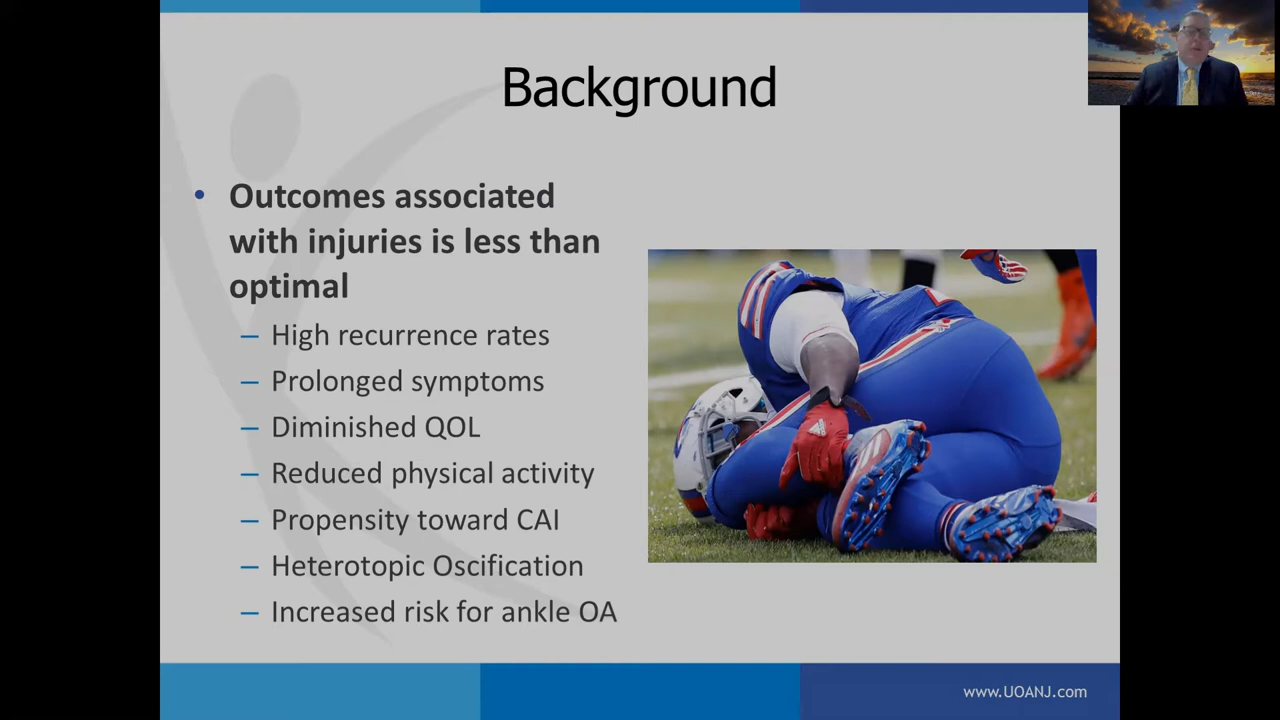 Background
• Outcomes associated
with injuries is less than
optimal
– High recurrence rates
– Prolonged symptoms
– Diminished QOL
– Reduced physical activity
– Propensity toward CAI
– Heterotopic Oscification
– Increased risk for ankle OA
www.UOANJ.com